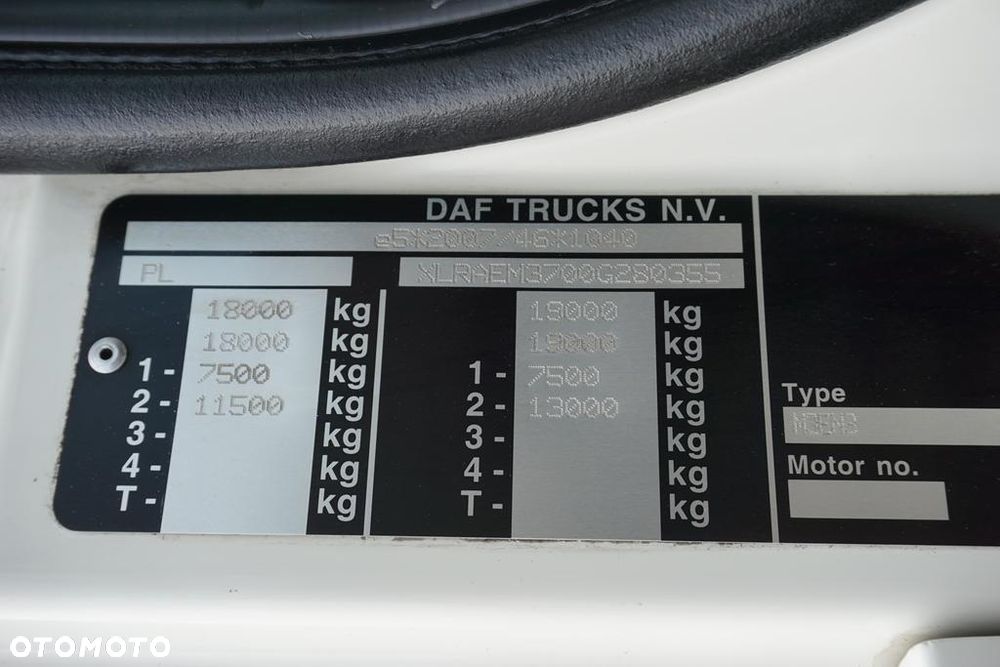 DAF TRUCKS N.V.
e5*2007/46*1040
PL XLRAEM3700G280355
18000 kg 19000 kg
18000 kg 19000 kg
1 - 7500 kg 1 - 7500 kg
2 - 11500 kg 2 - 13000 kg
3 - kg 3 - kg
4 - kg 4 - kg
T - kg T - kg
Type
Motor no.
OTOMOTO